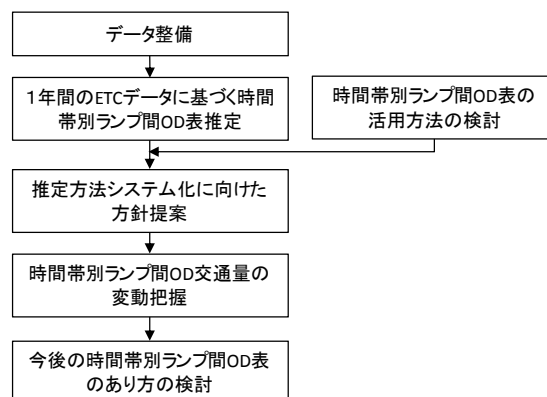 データ整備
１年間のETCデータに基づく時間
帯別ランプ間OD表推定
時間帯別ランプ間OD表の
活用方法の検討
推定方法システム化に向けた
方針提案
時間帯別ランプ間OD交通量の
変動把握
今後の時間帯別ランプ間OD表
のあり方の検討